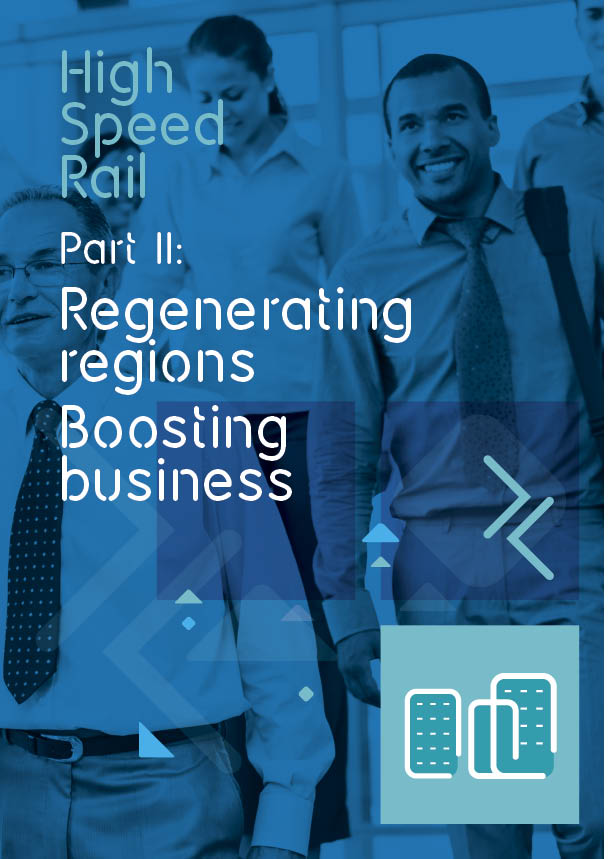 High
Speed
Rail
Part II:
Regenerating
regions
Boosting
business